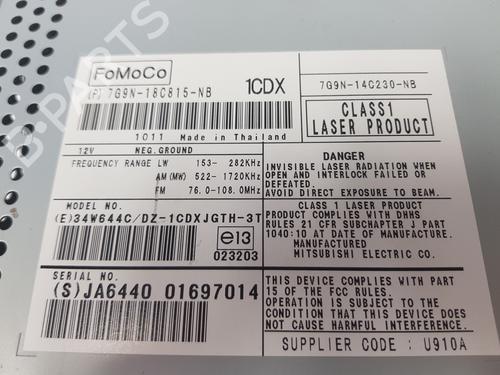 FoMoCo
(P) 7G9N-18C815-NB
1CDX
7G9N-14C230-NB
CLASS1
LASER PRODUCT
1011 Made in Thailand
12V NEG.GROUND
FREQUENCY RANGE LW 153- 282KHz
AM(MW) 522-1720KHz
FM 76.0-108.0MHz
DANGER
INVISIBLE LASER RADIATION WHEN
OPEN AND INTERLOCK FAILED OR
DEFEATED.
AVOID DIRECT EXPOSURE TO BEAM.
MODEL NO.
(E)34W644C/DZ-1CDXJGTH-3T
e13
023203
CLASS 1 LASER PRODUCT
PRODUCT COMPLIES WITH DHHS
RULES 21 CFR SUBCHAPTER J PART
1040:10 AT DATE OF MANUFACTURE.
MANUFACTURED
MITSUBISHI ELECTRIC CO.
SERIAL NO.
(S)JA6440 01697014
THIS DEVICE COMPLIES WITH PART
15 OF THE FCC RULES.
OPERATION IS SUBJECT TO THE
CONDITION THAT THIS DEVICE DOES
NOT CAUSE HARMFUL INTERFERENCE.
SUPPLIER CODE : U910A
B-PARTS